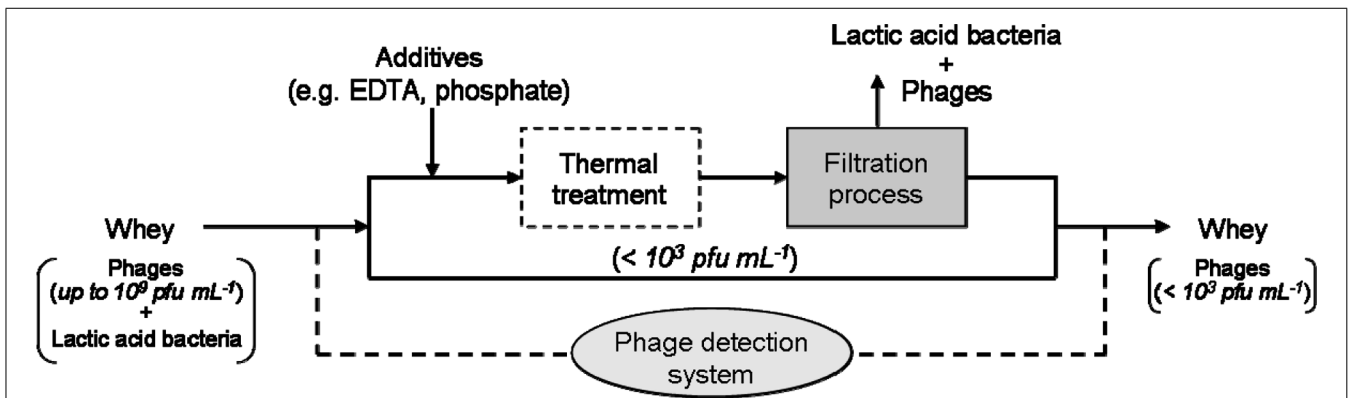 Lactic acid bacteria
+
Phages
Additives
(e.g. EDTA, phosphate)
Thermal
treatment
Filtration
process
Whey
Phages
(up to 10⁹ pfu mL⁻¹)
+
Lactic acid bacteria
(< 10³ pfu mL⁻¹)
Whey
Phages
(< 10³ pfu mL⁻¹)
Phage detection
system